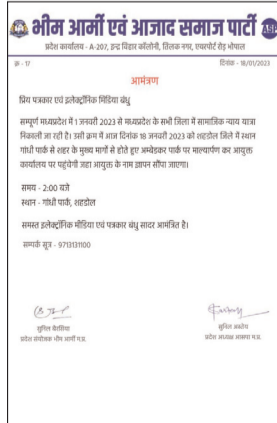 भीम आर्मी एवं आजाद समाज पार्टी
प्रदेश कार्यालय - A-207, इन्द्र विहार कॉलोनी, तिलक नगर, एयरपोर्ट रोड़ भोपाल
क्र - 17
दिनांक - 18/01/2023
आमंत्रण
प्रिय पत्रकार एवं इलेक्ट्रॉनिक मिडिया बंधु
सम्पूर्ण मध्यप्रदेश में 1 जनवरी 2023 से मध्यप्रदेश के सभी जिला में सामाजिक न्याय यात्रा
निकाली जा रही है। उसी क्रम में आज दिनांक 18 जनवरी 2023 को शहडोल जिले में स्थान
गांधी पार्क से शहर के मुख्य मार्गो से होते हुए अम्बेडकर पार्क पर माल्यार्पण कर आयुक्त
कार्यालय पर पहुंचेगी जहा आयुक्त के नाम ज्ञापन सौंपा जाएगा।
समय - 2:00 बजे
स्थान - गांधी पार्क, शहडोल
समस्त इलेक्ट्रॉनिक मीडिया एवं पत्रकार बंधु सादर आमंत्रित है।
सम्पर्क सूत्र - 9713131100
सुनिल बैरसिया
प्रदेश संयोजक भीम आर्मी म.प्र.
सुनिल अस्तेय
प्रदेश अध्यक्ष आसपा म.प्र.